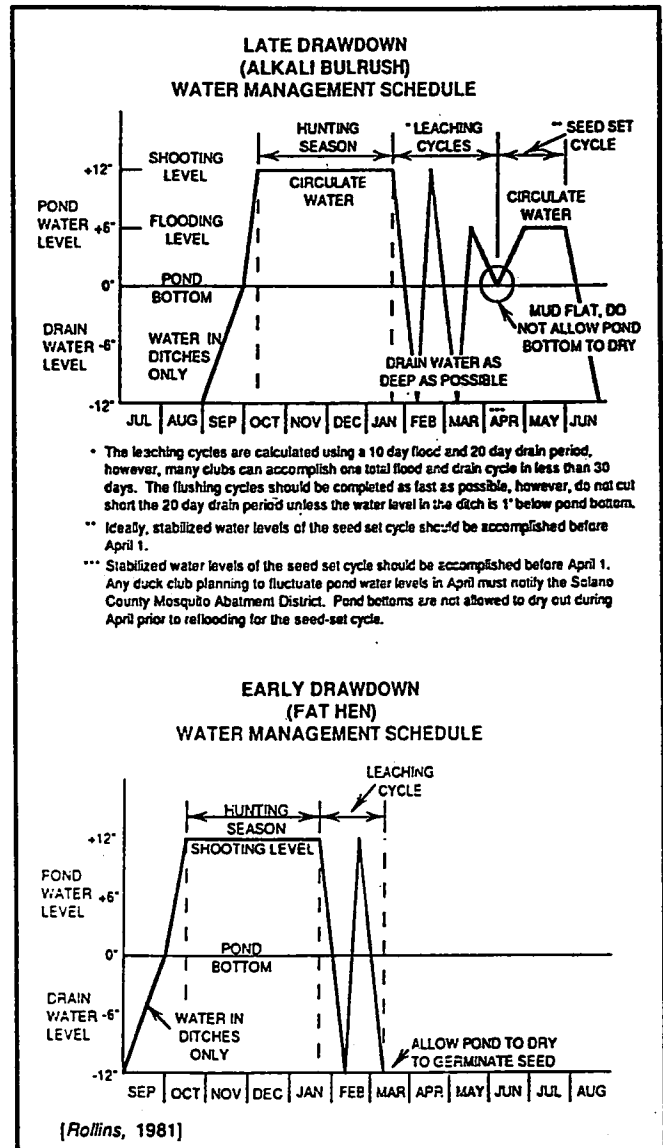 LATE DRAWDOWN
(ALKALI BULRUSH)
WATER MANAGEMENT SCHEDULE
HUNTING
SEASON
* LEACHING
CYCLES
** SEED SET
CYCLE
+12"
SHOOTING
LEVEL
CIRCULATE
WATER
CIRCULATE
WATER
POND
WATER
LEVEL
+6"
FLOODING
LEVEL
0"
POND
BOTTOM
MUD FLAT, DO
NOT ALLOW POND
BOTTOM TO DRY
DRAIN
WATER
LEVEL
-6"
WATER IN
DITCHES
ONLY
DRAIN WATER AS
DEEP AS POSSIBLE
-12"
***
JUL AUG SEP OCT NOV DEC JAN FEB MAR APR MAY JUN
* The leaching cycles are calculated using a 10 day flood and 20 day drain period,
however, many clubs can accomplish one total flood and drain cycle in less than 30
days. The flushing cycles should be completed as fast as possible, however, do not cut
short the 20 day drain period unless the water level in the ditch is 1" below pond bottom.
** Ideally, stabilized water levels of the seed set cycle should be accomplished before
April 1.
*** Stabilized water levels of the seed set cycle should be accomplished before April 1.
Any duck club planning to fluctuate pond water levels in April must notify the Solano
County Mosquito Abatment District. Pond bottoms are not allowed to dry out during
April prior to reflooding for the seed-set cycle.
EARLY DRAWDOWN
(FAT HEN)
WATER MANAGEMENT SCHEDULE
LEACHING
CYCLE
HUNTING
SEASON
+12"
SHOOTING LEVEL
POND
WATER
LEVEL
+6"
0"
POND
BOTTOM
DRAIN
WATER
LEVEL
-6"
WATER IN
DITCHES
ONLY
ALLOW POND TO DRY
TO GERMINATE SEED
-12"
SEP OCT NOV DEC JAN FEB MAR APR MAY JUN JUL AUG
[Rollins, 1981]